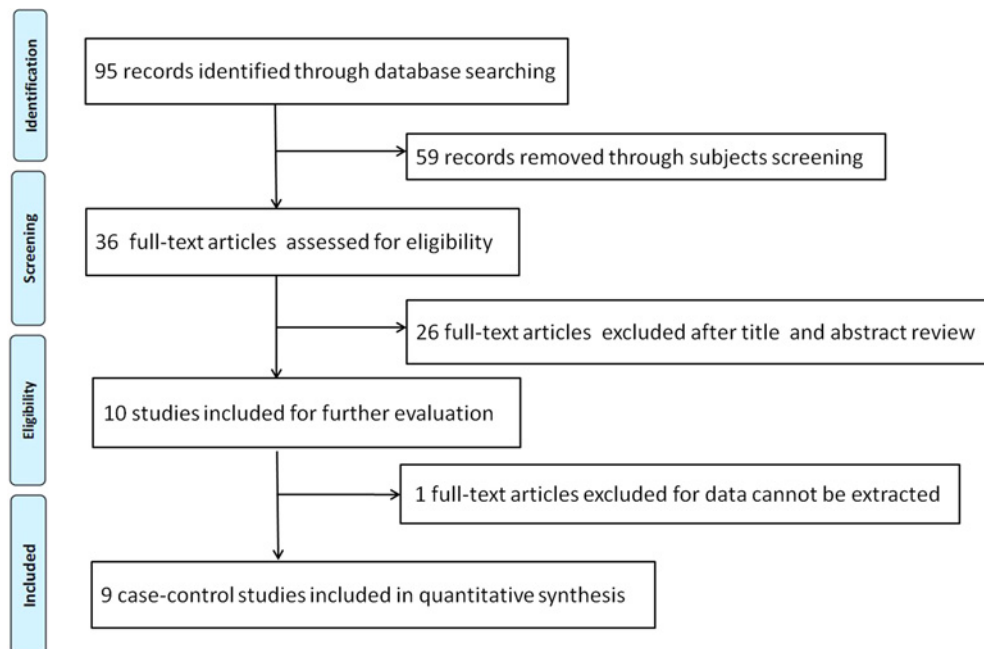 Identification
95 records identified through database searching
59 records removed through subjects screening
Screening
36 full-text articles assessed for eligibility
26 full-text articles excluded after title and abstract review
Eligibility
10 studies included for further evaluation
1 full-text articles excluded for data cannot be extracted
Included
9 case-control studies included in quantitative synthesis